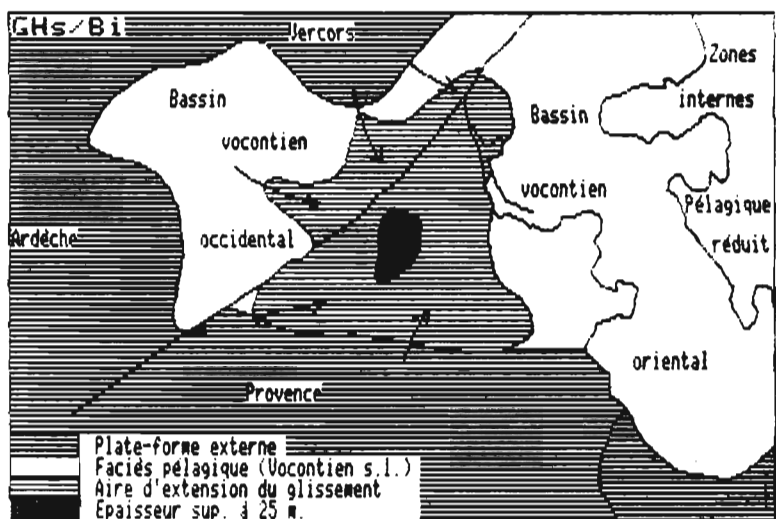 GHs/Bi
Vercors
Zones
internes
Bassin
vocontien
Bassin
vocontien
Pélagique
réduit
Ardèche
occidental
oriental
Provence
Plate-forme externe
Faciés pélagique (Vocontien s.l.)
Aire d'extension du glissement
Epaisseur sup. à 25 m.